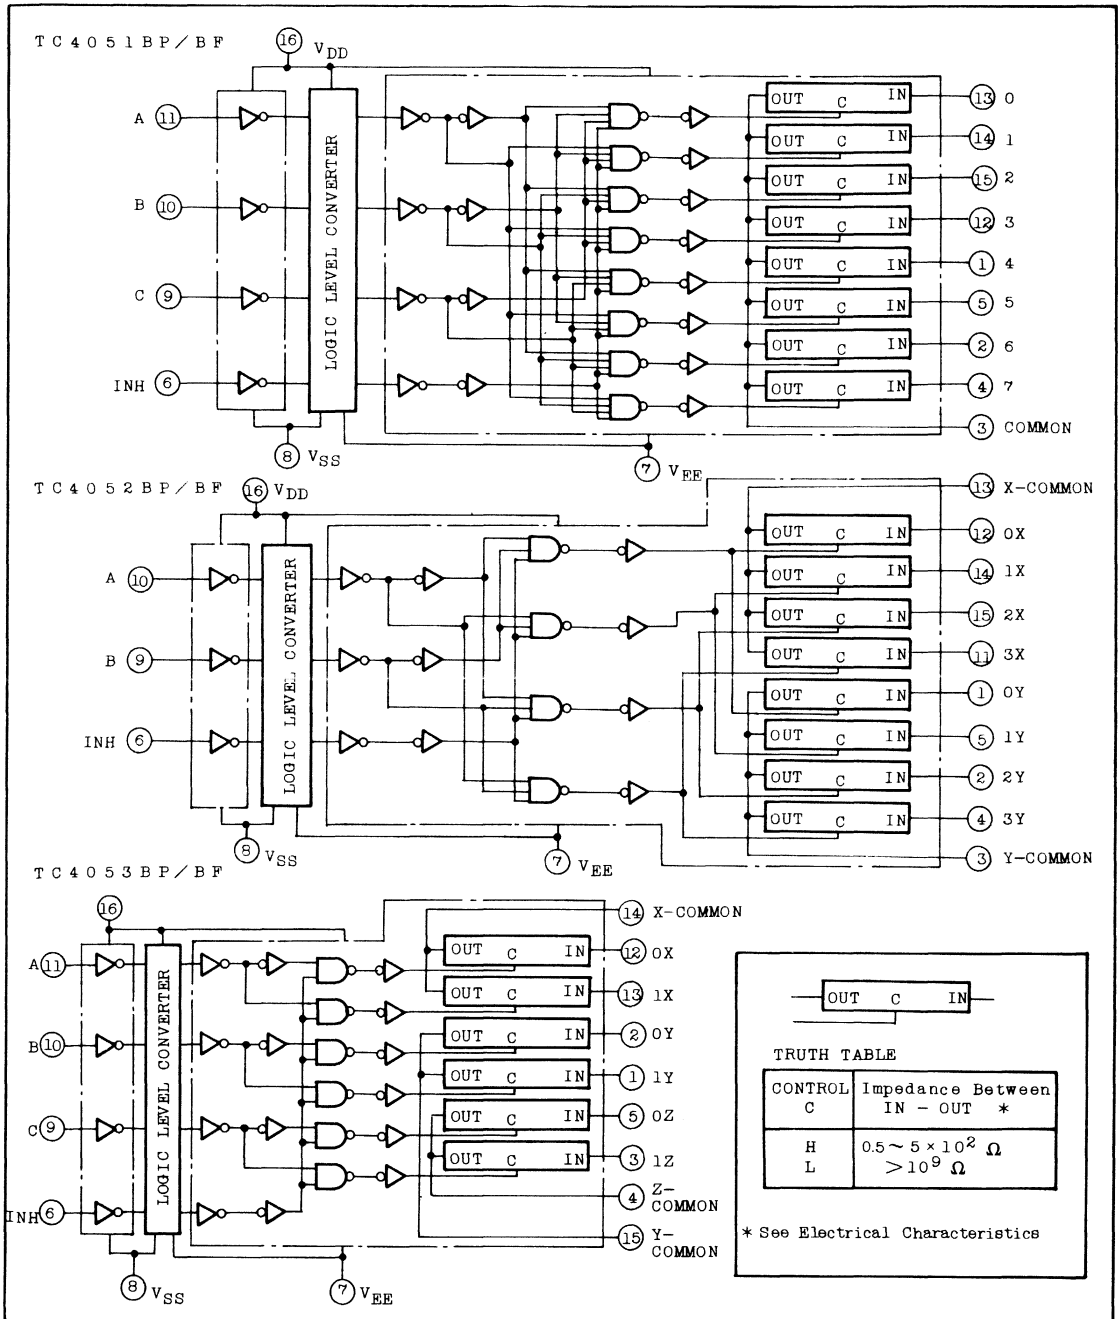 TC4051BP/BF
16 VDD
A 11
B 10
C 9
INH 6
LOGIC LEVEL CONVERTER
8 VSS
7 VEE
OUT C IN 13 0
OUT C IN 14 1
OUT C IN 15 2
OUT C IN 12 3
OUT C IN 1 4
OUT C IN 5 5
OUT C IN 2 6
OUT C IN 4 7
3 COMMON
TC4052BP/BF
16 VDD
A 10
B 9
INH 6
LOGIC LEVEL CONVERTER
8 VSS
7 VEE
13 X-COMMON
OUT C IN 12 0X
OUT C IN 14 1X
OUT C IN 15 2X
OUT C IN 11 3X
OUT C IN 1 0Y
OUT C IN 5 1Y
OUT C IN 2 2Y
OUT C IN 4 3Y
3 Y-COMMON
TC4053BP/BF
16
A 11
B 10
C 9
INH 6
LOGIC LEVEL CONVERTER
8 VSS
7 VEE
14 X-COMMON
OUT C IN 12 0X
OUT C IN 13 1X
OUT C IN 2 0Y
OUT C IN 1 1Y
OUT C IN 5 0Z
OUT C IN 3 1Z
4 Z-
COMMON
15 Y-
COMMON
OUT C IN
TRUTH TABLE
CONTROL Impedance Between
C IN - OUT *
H 0.5~5×10² Ω
L >10⁹ Ω
* See Electrical Characteristics